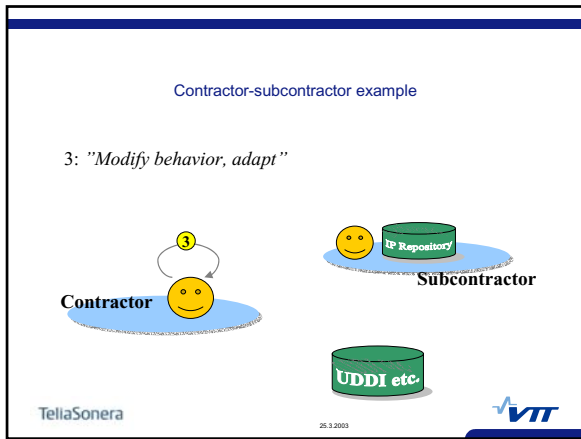 Contractor-subcontractor example
3: ”Modify behavior, adapt”
3
IP Repository
Subcontractor
Contractor
UDDI etc.
TeliaSonera
25.3.2003
VTT